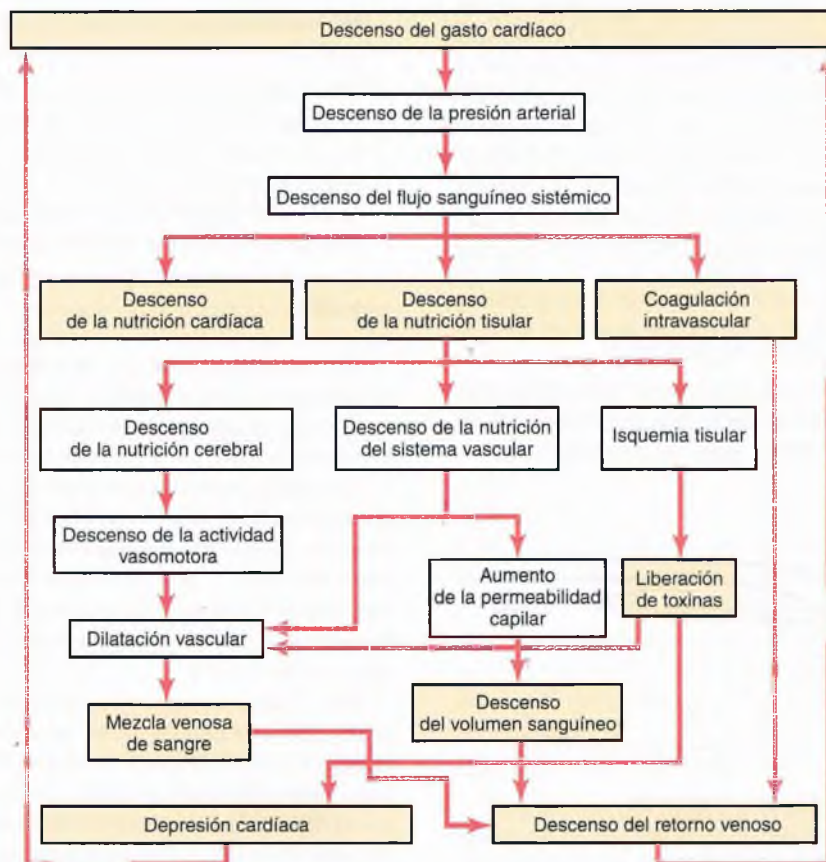 Descenso del gasto cardíaco
Descenso de la presión arterial
Descenso del flujo sanguíneo sistémico
Descenso
de la nutrición cardíaca
Descenso
de la nutrición tisular
Coagulación
intravascular
Descenso
de la nutrición cerebral
Descenso de la nutrición
del sistema vascular
Isquemia tisular
Descenso de la actividad
vasomotora
Aumento
de la permeabilidad
capilar
Liberación
de toxinas
Dilatación vascular
Mezcla venosa
de sangre
Descenso
del volumen sanguíneo
Depresión cardíaca
Descenso del retorno venoso